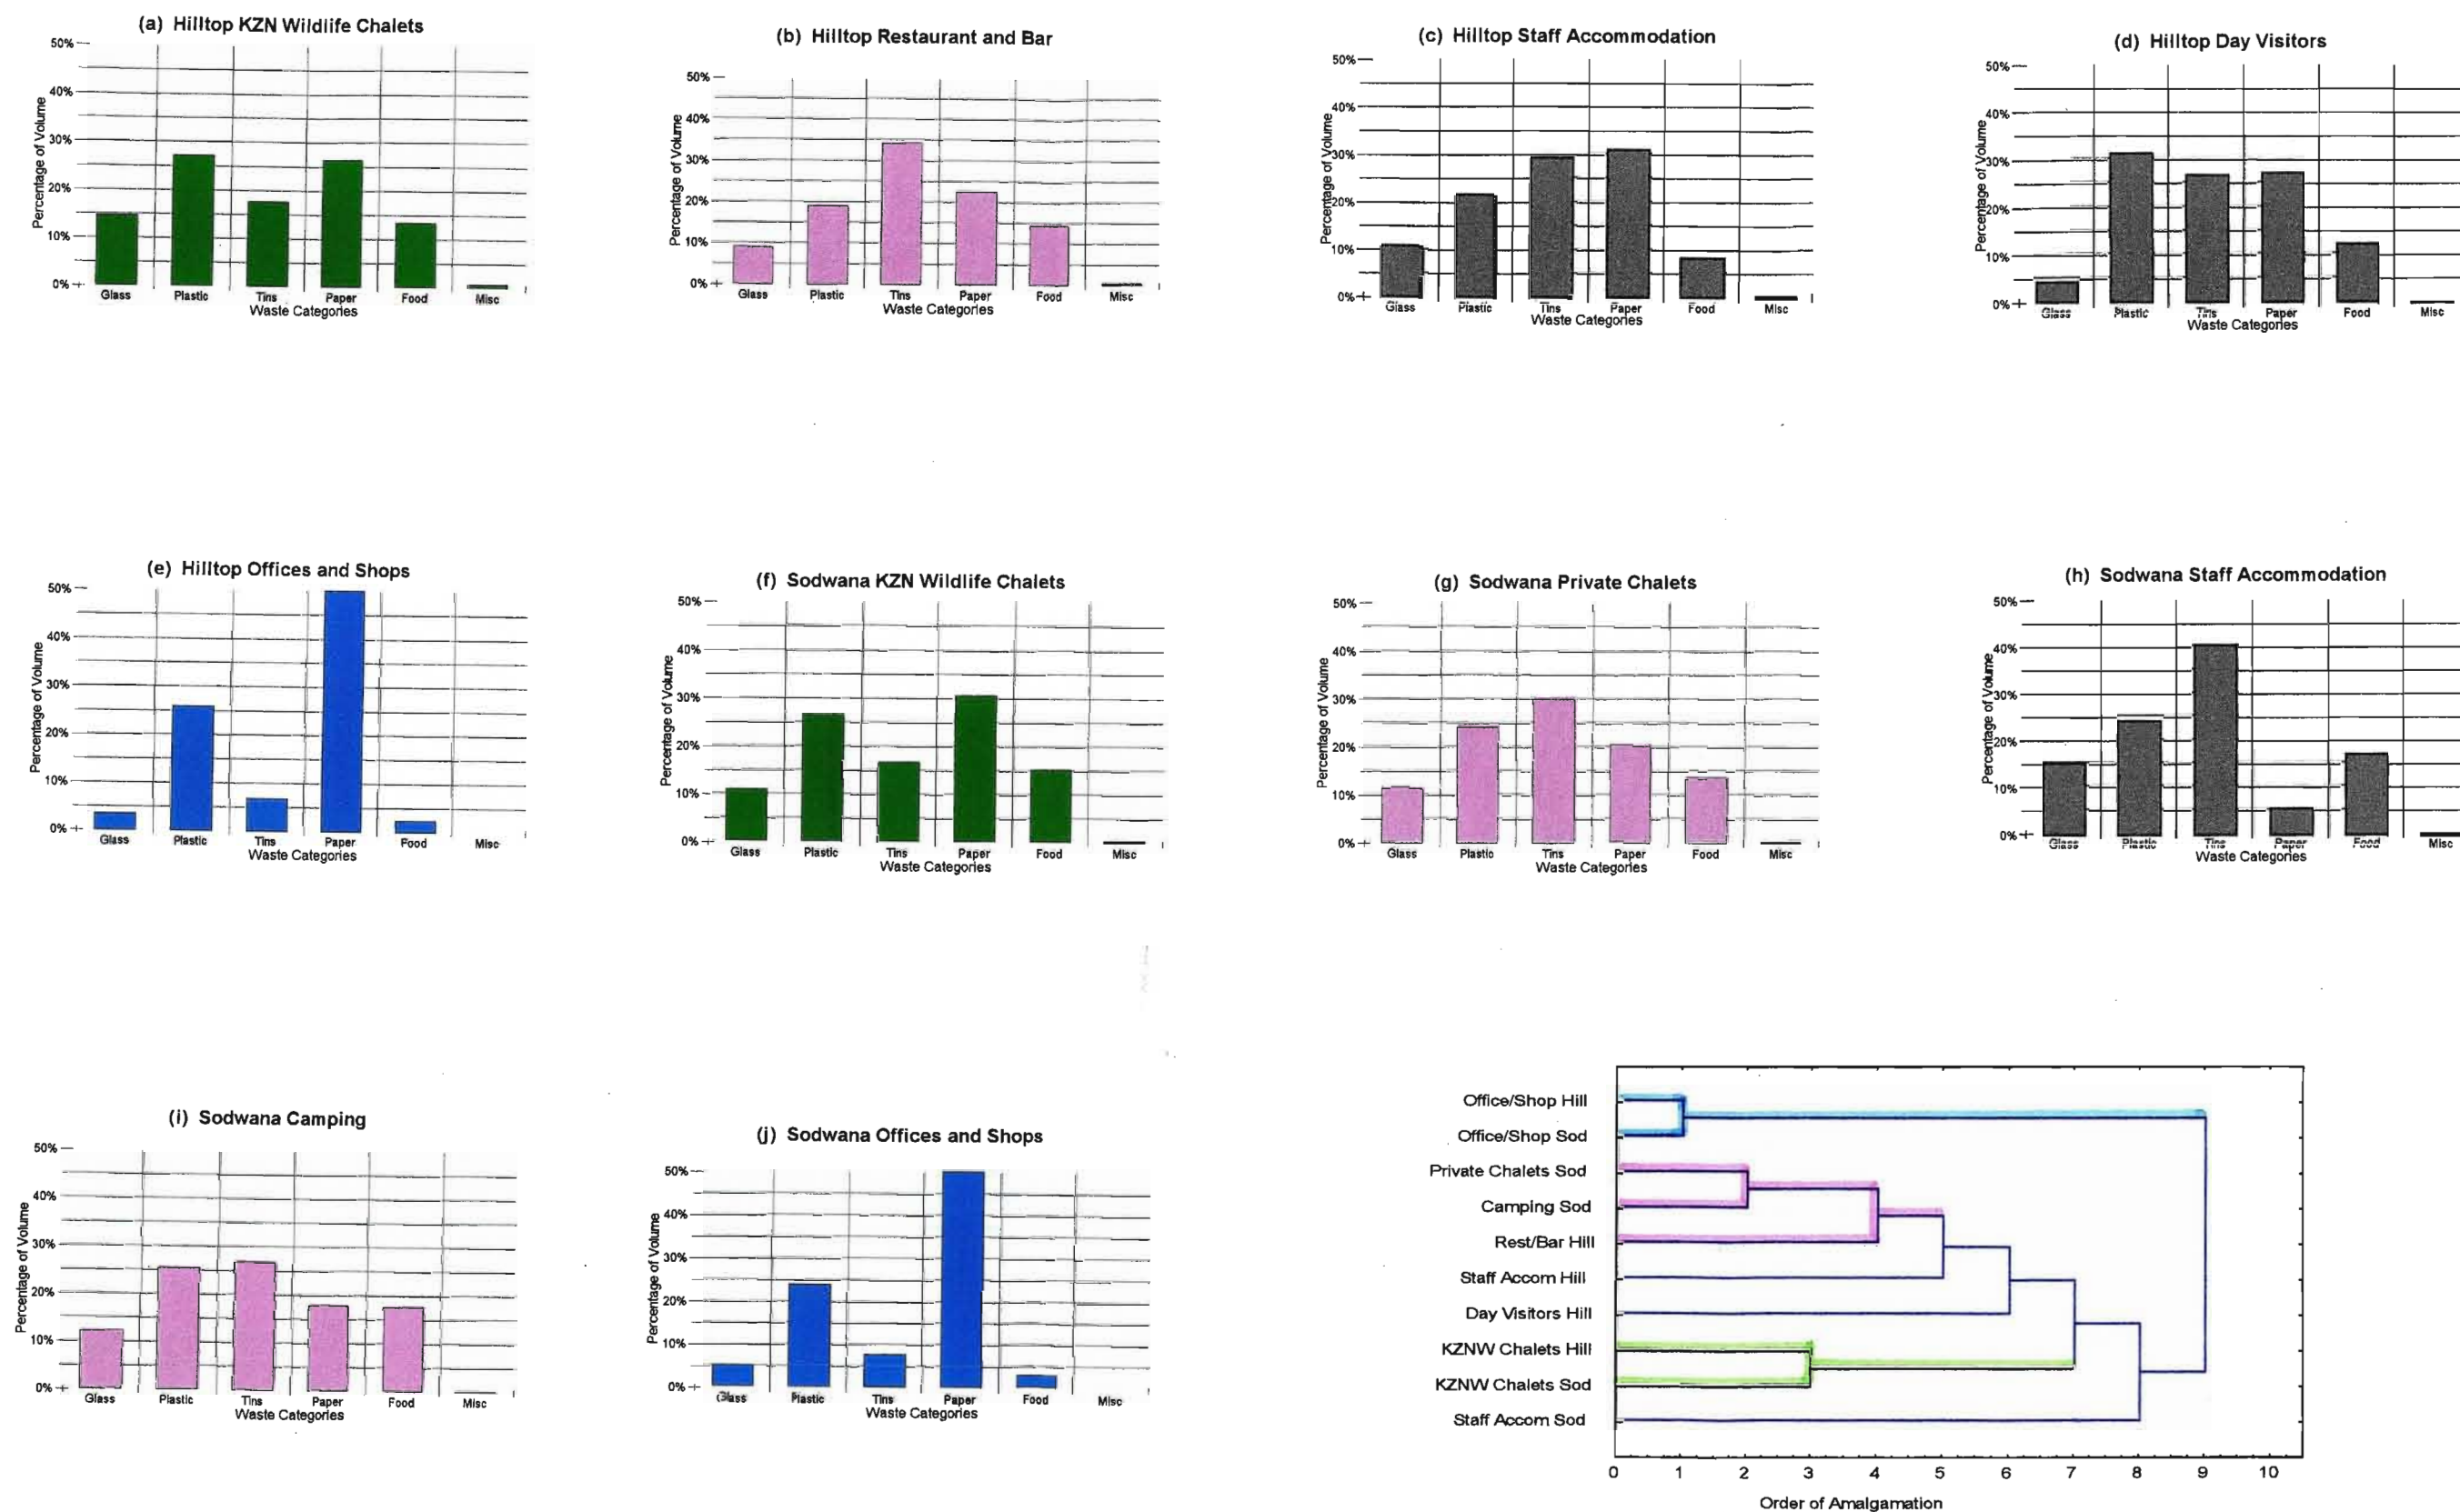 (a) Hilltop KZN Wildlife Chalets
50%
40%
30%
20%
10%
0%
Percentage of Volume
Glass Plastic Tins Paper Food Misc
Waste Categories
(b) Hilltop Restaurant and Bar
50%
40%
30%
20%
10%
0%
Percentage of Volume
Glass Plastic Tins Paper Food Misc
Waste Categories
(c) Hilltop Staff Accommodation
50%
40%
30%
20%
10%
0%
Percentage of Volume
Glass Plastic Tins Paper Food Misc
Waste Categories
(d) Hilltop Day Visitors
50%
40%
30%
20%
10%
0%
Percentage of Volume
Glass Plastic Tins Paper Food Misc
Waste Categories
(e) Hilltop Offices and Shops
50%
40%
30%
20%
10%
0%
Percentage of Volume
Glass Plastic Tins Paper Food Misc
Waste Categories
(f) Sodwana KZN Wildlife Chalets
50%
40%
30%
20%
10%
0%
Percentage of Volume
Glass Plastic Tins Paper Food Misc
Waste Categories
(g) Sodwana Private Chalets
50%
40%
30%
20%
10%
0%
Percentage of Volume
Glass Plastic Tins Paper Food Misc
Waste Categories
(h) Sodwana Staff Accommodation
50%
40%
30%
20%
10%
0%
Percentage of Volume
Glass Plastic Tins Paper Food Misc
Waste Categories
(i) Sodwana Camping
50%
40%
30%
20%
10%
0%
Percentage of Volume
Glass Plastic Tins Paper Food Misc
Waste Categories
(j) Sodwana Offices and Shops
50%
40%
30%
20%
10%
0%
Percentage of Volume
Glass Plastic Tins Paper Food Misc
Waste Categories
Office/Shop Hill
Office/Shop Sod
Private Chalets Sod
Camping Sod
Rest/Bar Hill
Staff Accom Hill
Day Visitors Hill
KZNW Chalets Hill
KZNW Chalets Sod
Staff Accom Sod
0 1 2 3 4 5 6 7 8 9 10
Order of Amalgamation